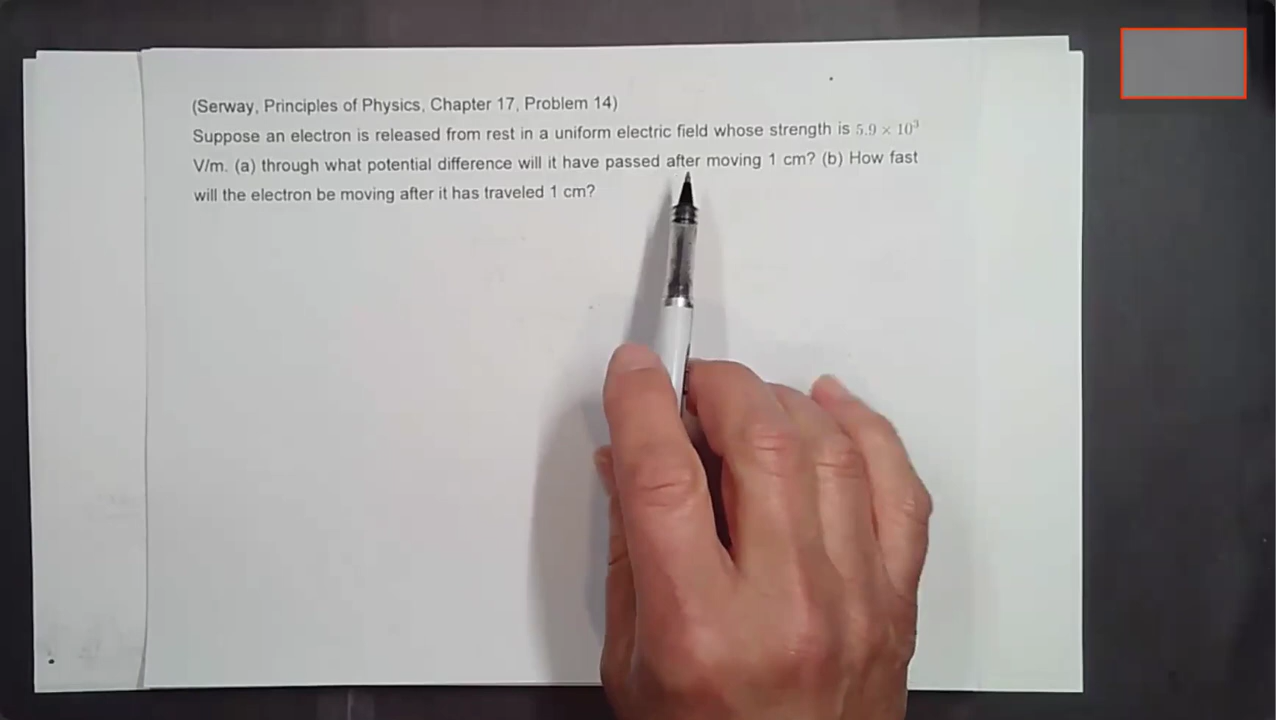 (Serway, Principles of Physics, Chapter 17, Problem 14)
Suppose an electron is released from rest in a uniform electric field whose strength is 5.9 × 10³
V/m. (a) through what potential difference will it have passed after moving 1 cm? (b) How fast
will the electron be moving after it has traveled 1 cm?